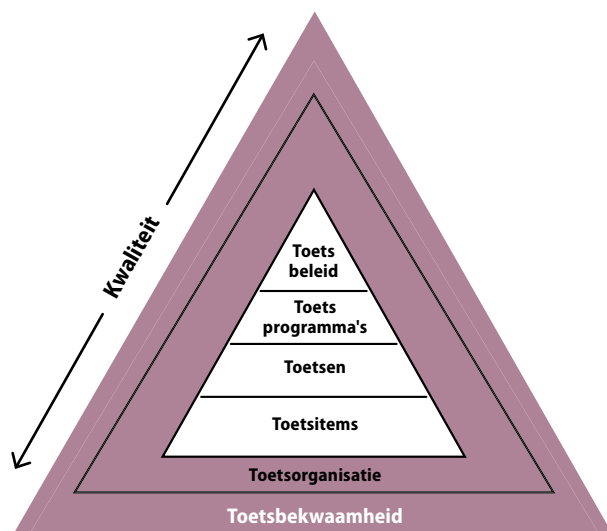 Kwaliteit
Toets
beleid
Toets
programma's
Toetsen
Toetsitems
Toetsorganisatie
Toetsbekwaamheid